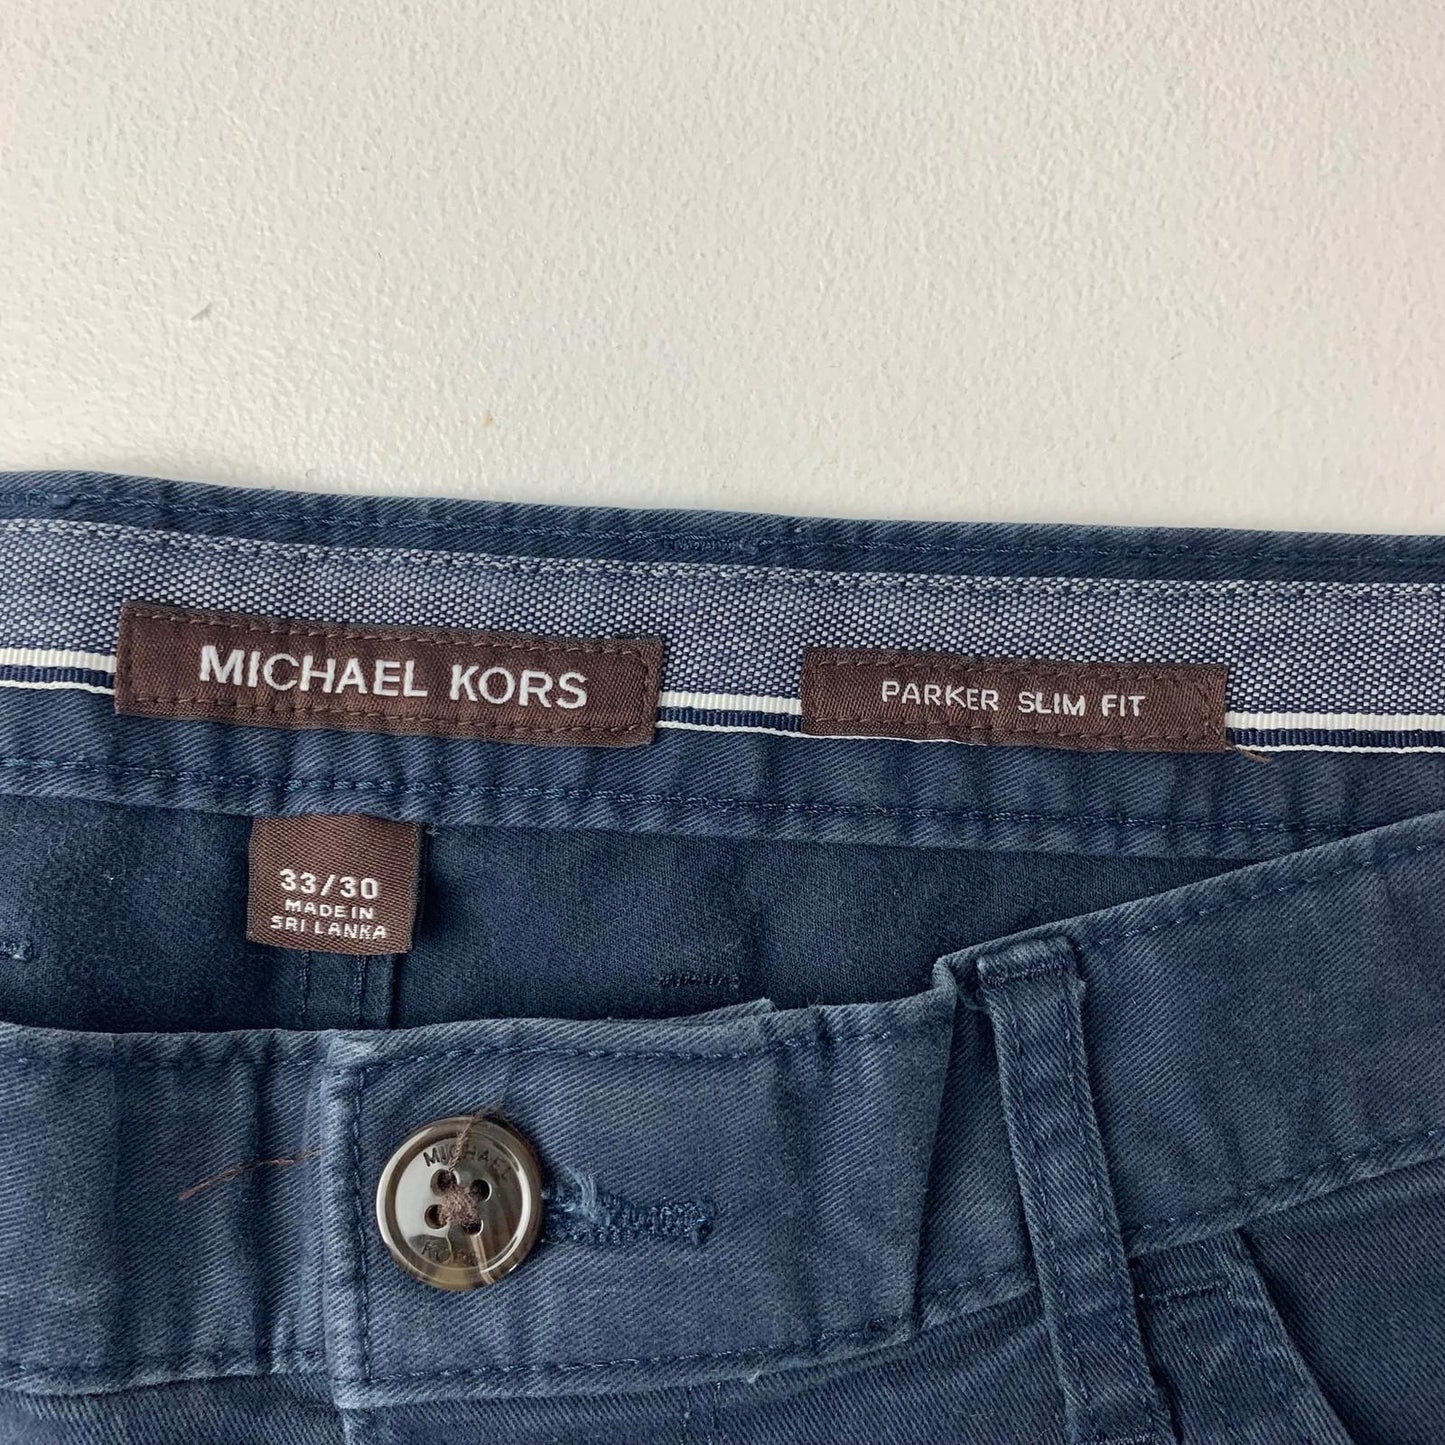 MICHAEL KORS
PARKER SLIM FIT
33/30
MADE IN
SRI LANKA
MICHAEL
KORS